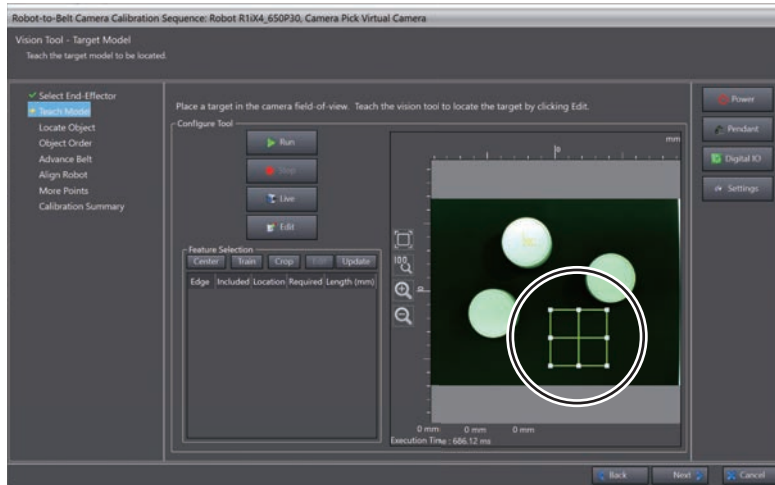 Robot-to-Belt Camera Calibration Sequence: Robot R1iX4_650P30, Camera Pick Virtual Camera
Vision Tool - Target Model
Teach the target model to be located.
Select End-Effector
Teach Model
Locate Object
Object Order
Advance Belt
Align Robot
More Points
Calibration Summary
Place a target in the camera field-of-view. Teach the vision tool to locate the target by clicking Edit.
Configure Tool
Run
Stop
Live
Edit
Feature Selection
Center Train Crop Edit Update
Edge Included Location Required Length (mm)
mm
0
100
0
0 mm 0 mm 0 mm
Execution Time : 686.12 ms
Power
Pendant
Digital IO
Settings
Back Next Cancel